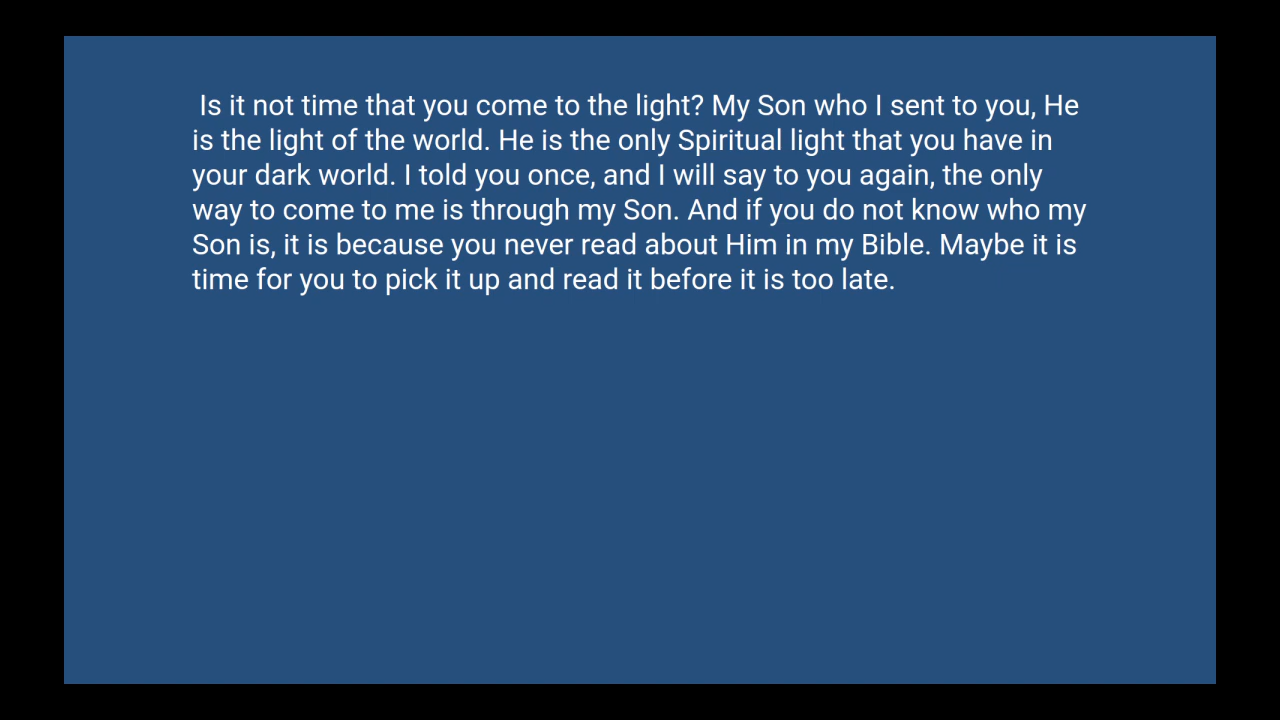 Is it not time that you come to the light? My Son who I sent to you, He
is the light of the world. He is the only Spiritual light that you have in
your dark world. I told you once, and I will say to you again, the only
way to come to me is through my Son. And if you do not know who my
Son is, it is because you never read about Him in my Bible. Maybe it is
time for you to pick it up and read it before it is too late.